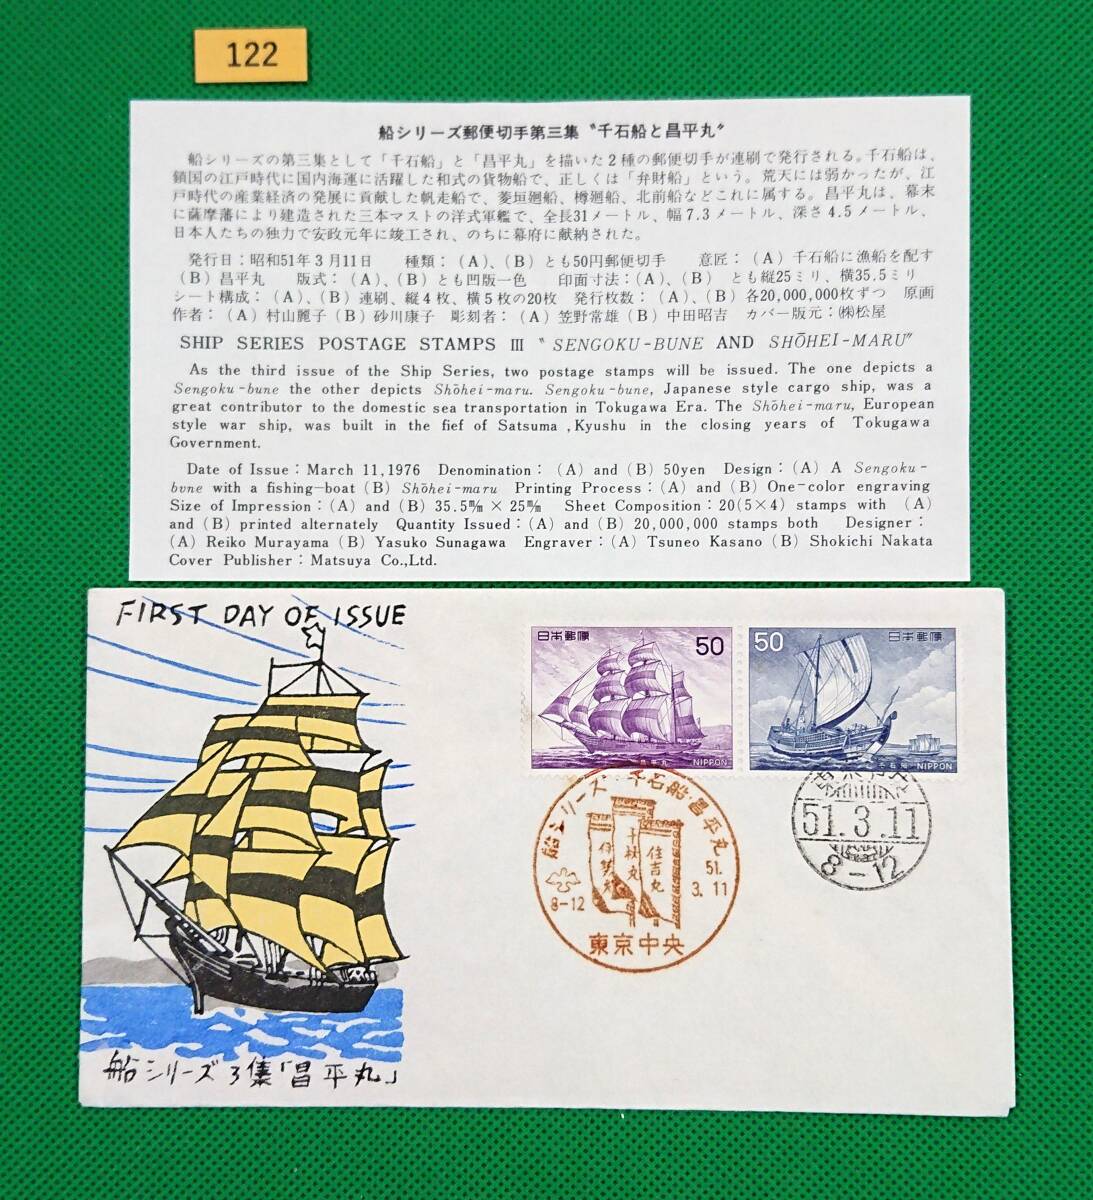 122
船シリーズ郵便切手第三集〝千石船と昌平丸〟
船シリーズの第三集として「千石船」と「昌平丸」を描いた2種の郵便切手が連刷で発行される。千石船は、
鎖国の江戸時代に国内海運に活躍した和式の貨物船で、正しくは「弁財船」という。荒天には弱かったが、江
戸時代の産業経済の発展に貢献した帆走船で、菱垣廻船、樽廻船、北前船などこれに属する。昌平丸は、幕末
に薩摩藩により建造された三本マストの洋式軍艦で、全長31メートル、幅7.3メートル、深さ4.5メートル、
日本人たちの独力で安政元年に竣工され、のちに幕府に献納された。
発行日：昭和51年3月11日　種類：（A）、（B）とも50円郵便切手　意匠：（A）千石船に漁船を配す
（B）昌平丸　版式：（A）、（B）とも凹版一色　印面寸法：（A）、（B）とも縦25ミリ、横35.5ミリ
シート構成：（A）、（B）連刷、縦4枚、横5枚の20枚　発行枚数：（A）、（B）各20,000,000枚ずつ　原画
作者：（A）村山麗子（B）砂川康子　彫刻者：（A）笠野常雄（B）中田昭吉　カバー版元：㈱松屋
SHIP SERIES POSTAGE STAMPS III 〝SENGOKU-BUNE AND SHŌHEI-MARU〞
As the third issue of the Ship Series, two postage stamps will be issued. The one depicts a
Sengoku-bune the other depicts Shōhei-maru. Sengoku-bune, Japanese style cargo ship, was a
great contributor to the domestic sea transportation in Tokugawa Era. The Shōhei-maru, European
style war ship, was built in the fief of Satsuma ,Kyushu in the closing years of Tokugawa
Government.
Date of Issue：March 11,1976 Denomination：(A) and (B) 50yen Design：(A) A Sengoku-
bvne with a fishing-boat (B) Shōhei-maru Printing Process：(A) and (B) One-color engraving
Size of Impression：(A) and (B) 35.5㎜ × 25㎜ Sheet Composition：20(5×4) stamps with (A)
and (B) printed alternately Quantity Issued：(A) and (B) 20,000,000 stamps both Designer：
(A) Reiko Murayama (B) Yasuko Sunagawa Engraver：(A) Tsuneo Kasano (B) Shokichi Nakata
Cover Publisher：Matsuya Co.,Ltd.
FIRST DAY OF ISSUE
日本郵便 50
昌平丸 NIPPON
50 日本郵便
千石船 NIPPON
船シリーズ・千石船 昌平丸
伊勢丸
千秋丸
住吉丸
51.
3.11
8-12
東京中央
51.3.11
8-12
船シリーズ3集「昌平丸」